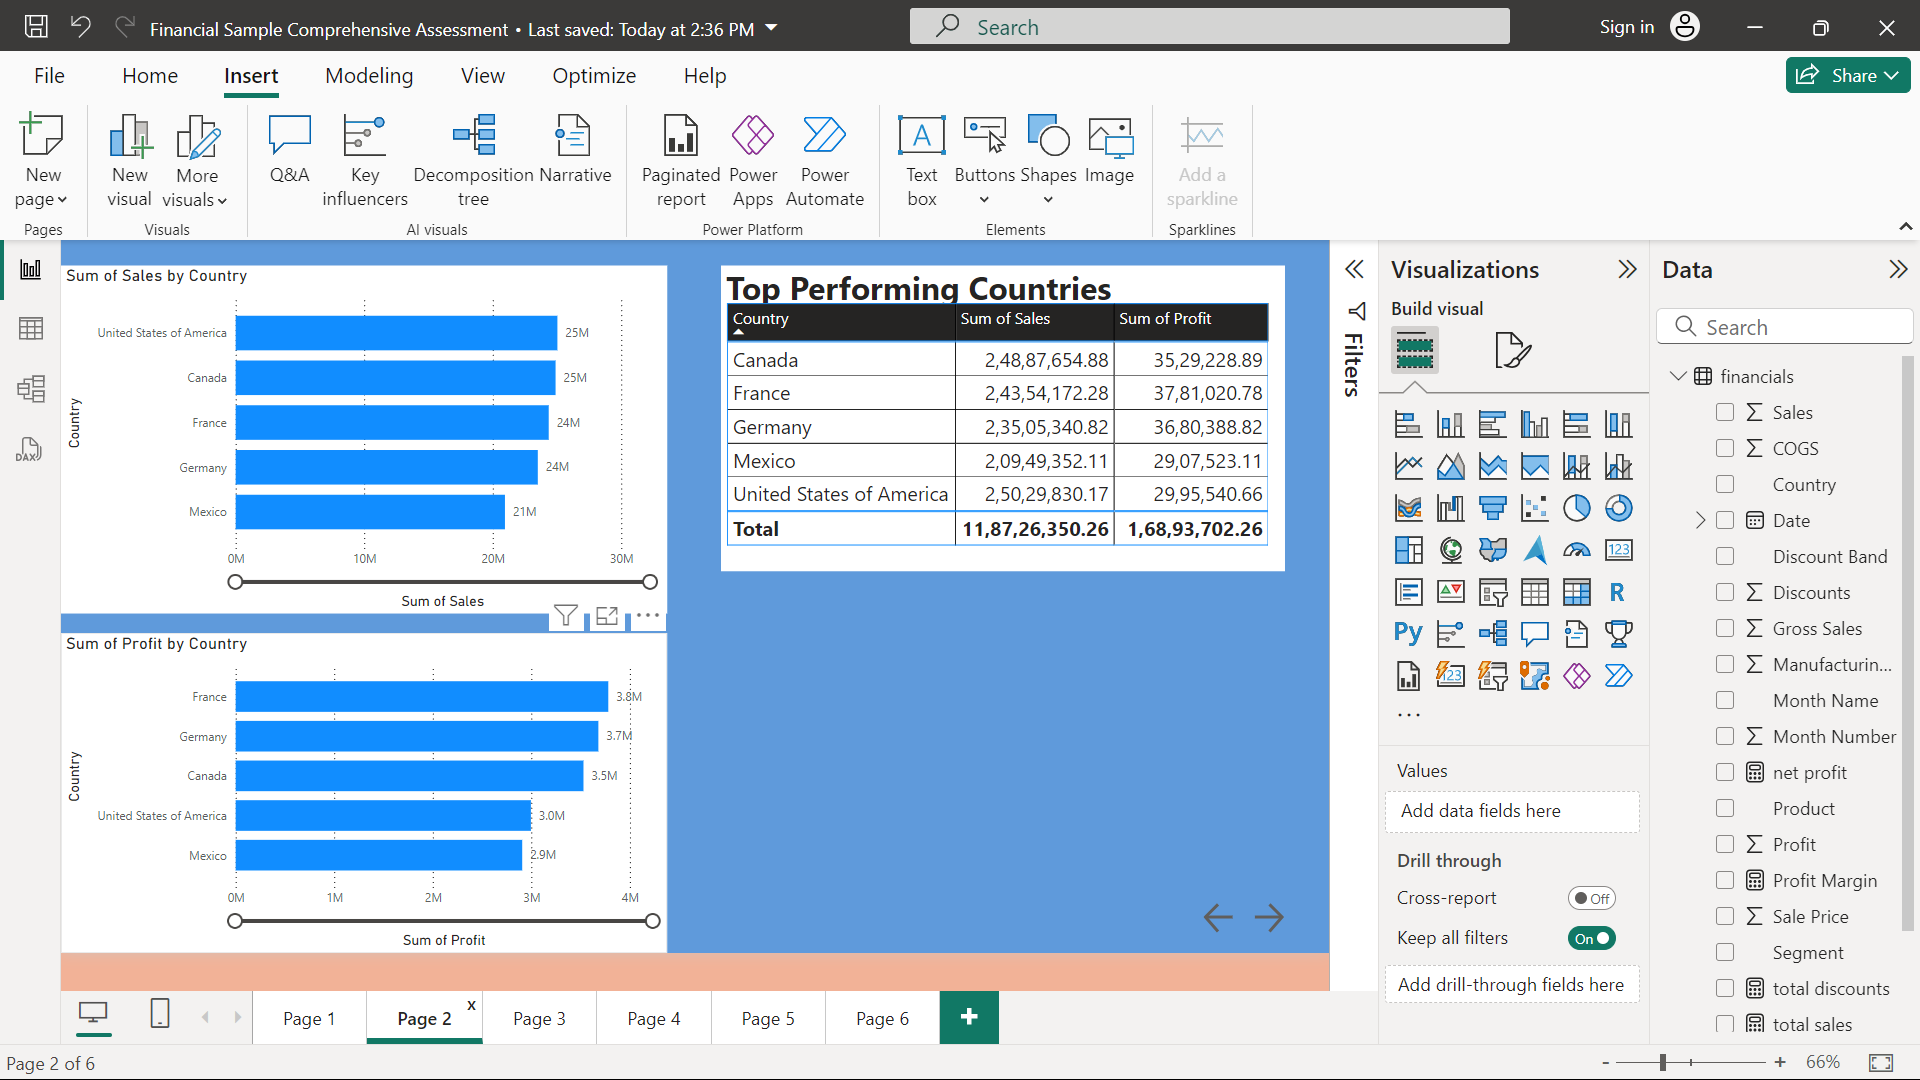 Financial Sample Comprehensive Assessment • Last saved: Today at 2:36 PM
Search
Sign in
File Home Insert Modeling View Optimize Help
Share
New page
Pages
New visual
More visuals
Visuals
Q&A
Key influencers
Decomposition tree
Narrative
AI visuals
Paginated report
Power Apps
Power Automate
Power Platform
Text box
Buttons
Shapes
Image
Elements
Add a sparkline
Sparklines
DAX
Sum of Sales by Country
Country
United States of America 25M
Canada 25M
France 24M
Germany 24M
Mexico 21M
0M 10M 20M 30M
Sum of Sales
Sum of Profit by Country
Country
France 3.8M
Germany 3.7M
Canada 3.5M
United States of America 3.0M
Mexico 2.9M
0M 1M 2M 3M 4M
Sum of Profit
Top Performing Countries
Country Sum of Sales Sum of Profit
Canada 2,48,87,654.88 35,29,228.89
France 2,43,54,172.28 37,81,020.78
Germany 2,35,05,340.82 36,80,388.82
Mexico 2,09,49,352.11 29,07,523.11
United States of America 2,50,29,830.17 29,95,540.66
Total 11,87,26,350.26 1,68,93,702.26
Filters
Visualizations
Build visual
123
R
Py
123
...
Values
Add data fields here
Drill through
Cross-report Off
Keep all filters On
Add drill-through fields here
Data
Search
financials
Sales
COGS
Country
Date
Discount Band
Discounts
Gross Sales
Manufacturin...
Month Name
Month Number
net profit
Product
Profit
Profit Margin
Sale Price
Segment
total discounts
total sales
Page 1 Page 2 x Page 3 Page 4 Page 5 Page 6 +
Page 2 of 6
- + 66%